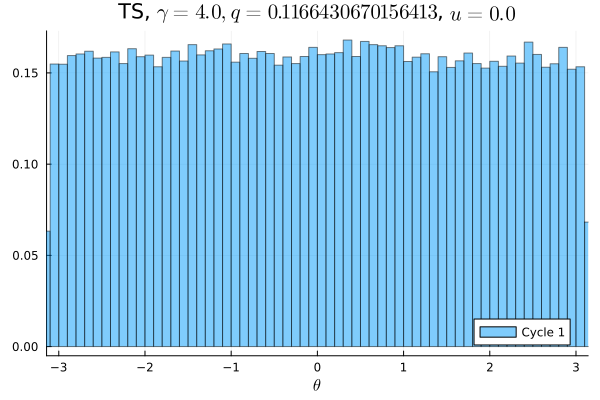 TS, γ = 4.0, q = 0.1166430670156413, u = 0.0
0.15
0.10
0.05
0.00
−3 −2 −1 0 1 2 3
θ
Cycle 1